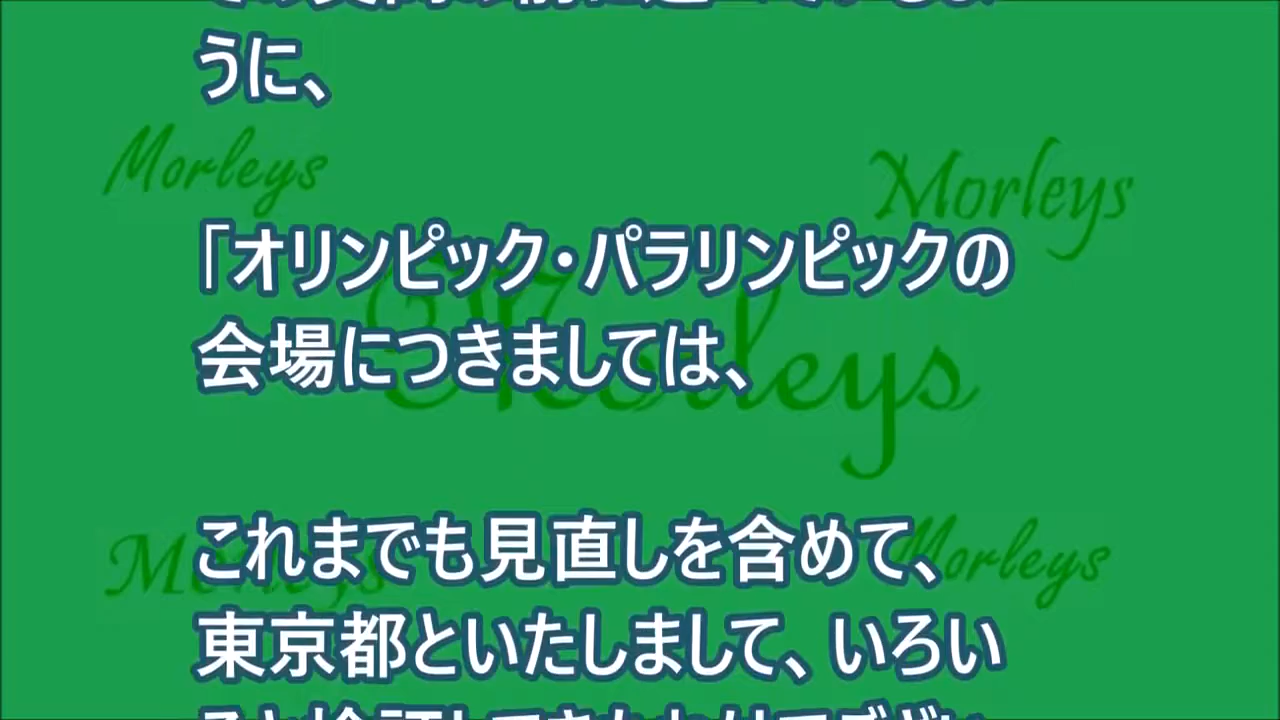 うに、
Morleys
Morleys
「オリンピック・パラリンピックの
Morleys
会場につきましては、
これまでも見直しを含めて、
Morleys
Morleys
東京都といたしまして、いろい